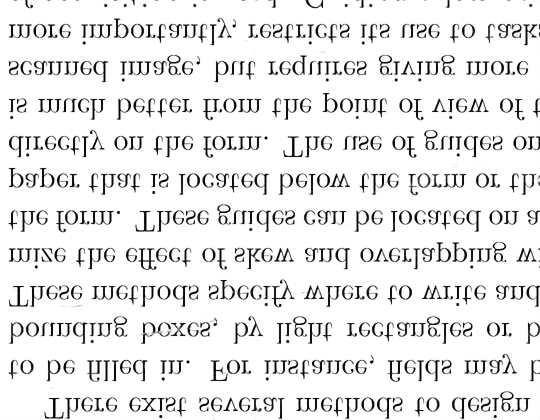 There exist several methods to design
to be filled in. For instance, fields may b
bounding boxes, by light rectangles or b
These methods specify where to write and
mize the effect of skew and overlapping wi
the form. These guides can be located on a
paper that is located below the form or the
directly on the form. The use of guides on
is much better from the point of view of t
scanned image, but requires giving more
more importantly, restricts its use to tasks